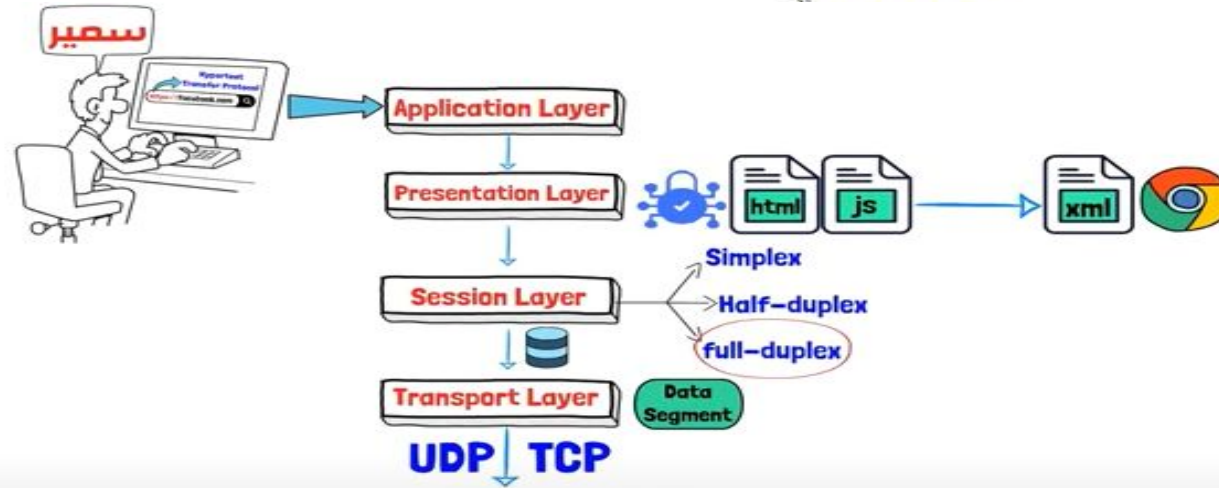 سمير
Hypertext
Transfer Protocol
https://facebook.com
Application Layer
Presentation Layer
html
js
xml
Simplex
Session Layer
Half-duplex
full-duplex
Transport Layer
Data
Segment
UDP TCP